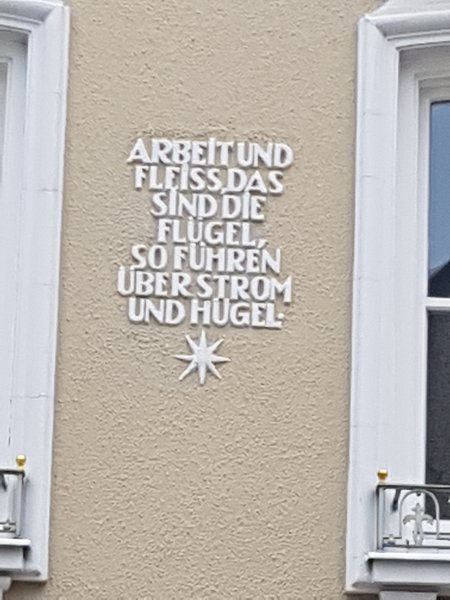 ARBEIT UND
FLEISS, DAS
SIND DIE
FLÜGEL,
SO FÜHREN
ÜBER STROM
UND HÜGEL.